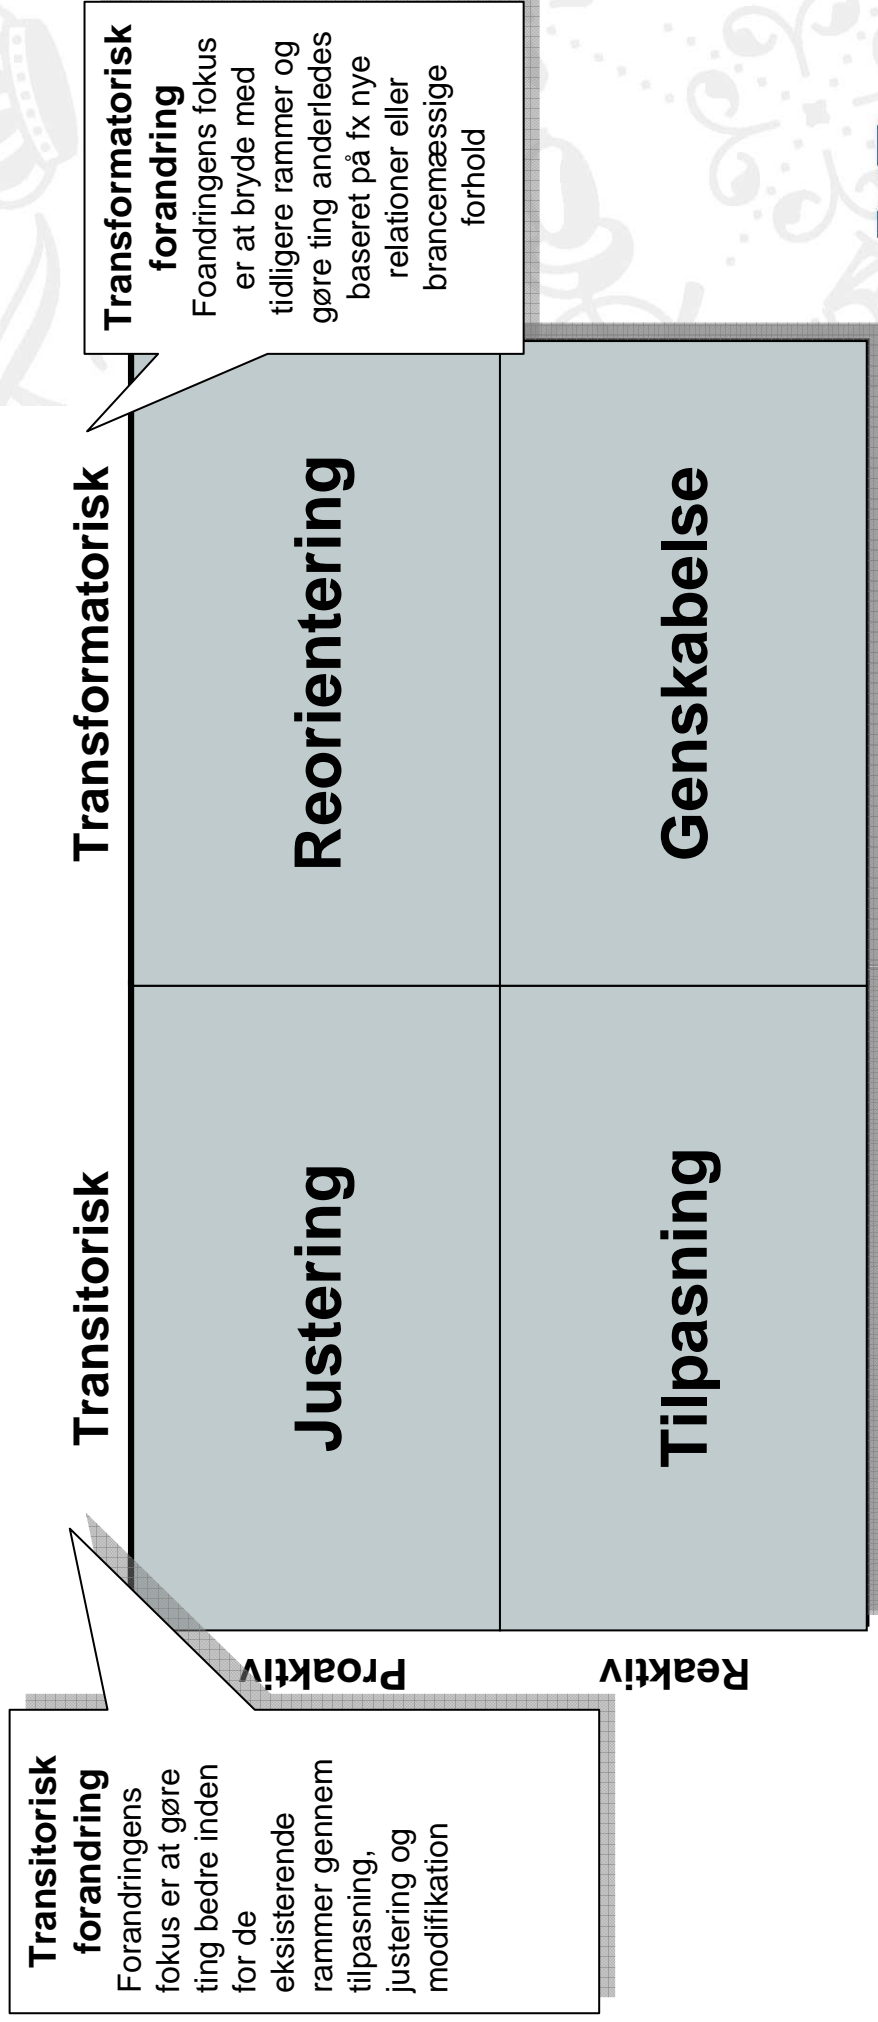 Transitorisk
forandring
Forandringens
fokus er at gøre
ting bedre inden
for de
eksisterende
rammer gennem
tilpasning,
justering og
modifikation
Transitorisk
Transformatorisk
Transformatorisk
forandring
Foandringens fokus
er at bryde med
tidligere rammer og
gøre ting anderledes
baseret på fx nye
relationer eller
brancemæssige
forhold
Proaktiv
Justering
Reorientering
Reaktiv
Tilpasning
Genskabelse